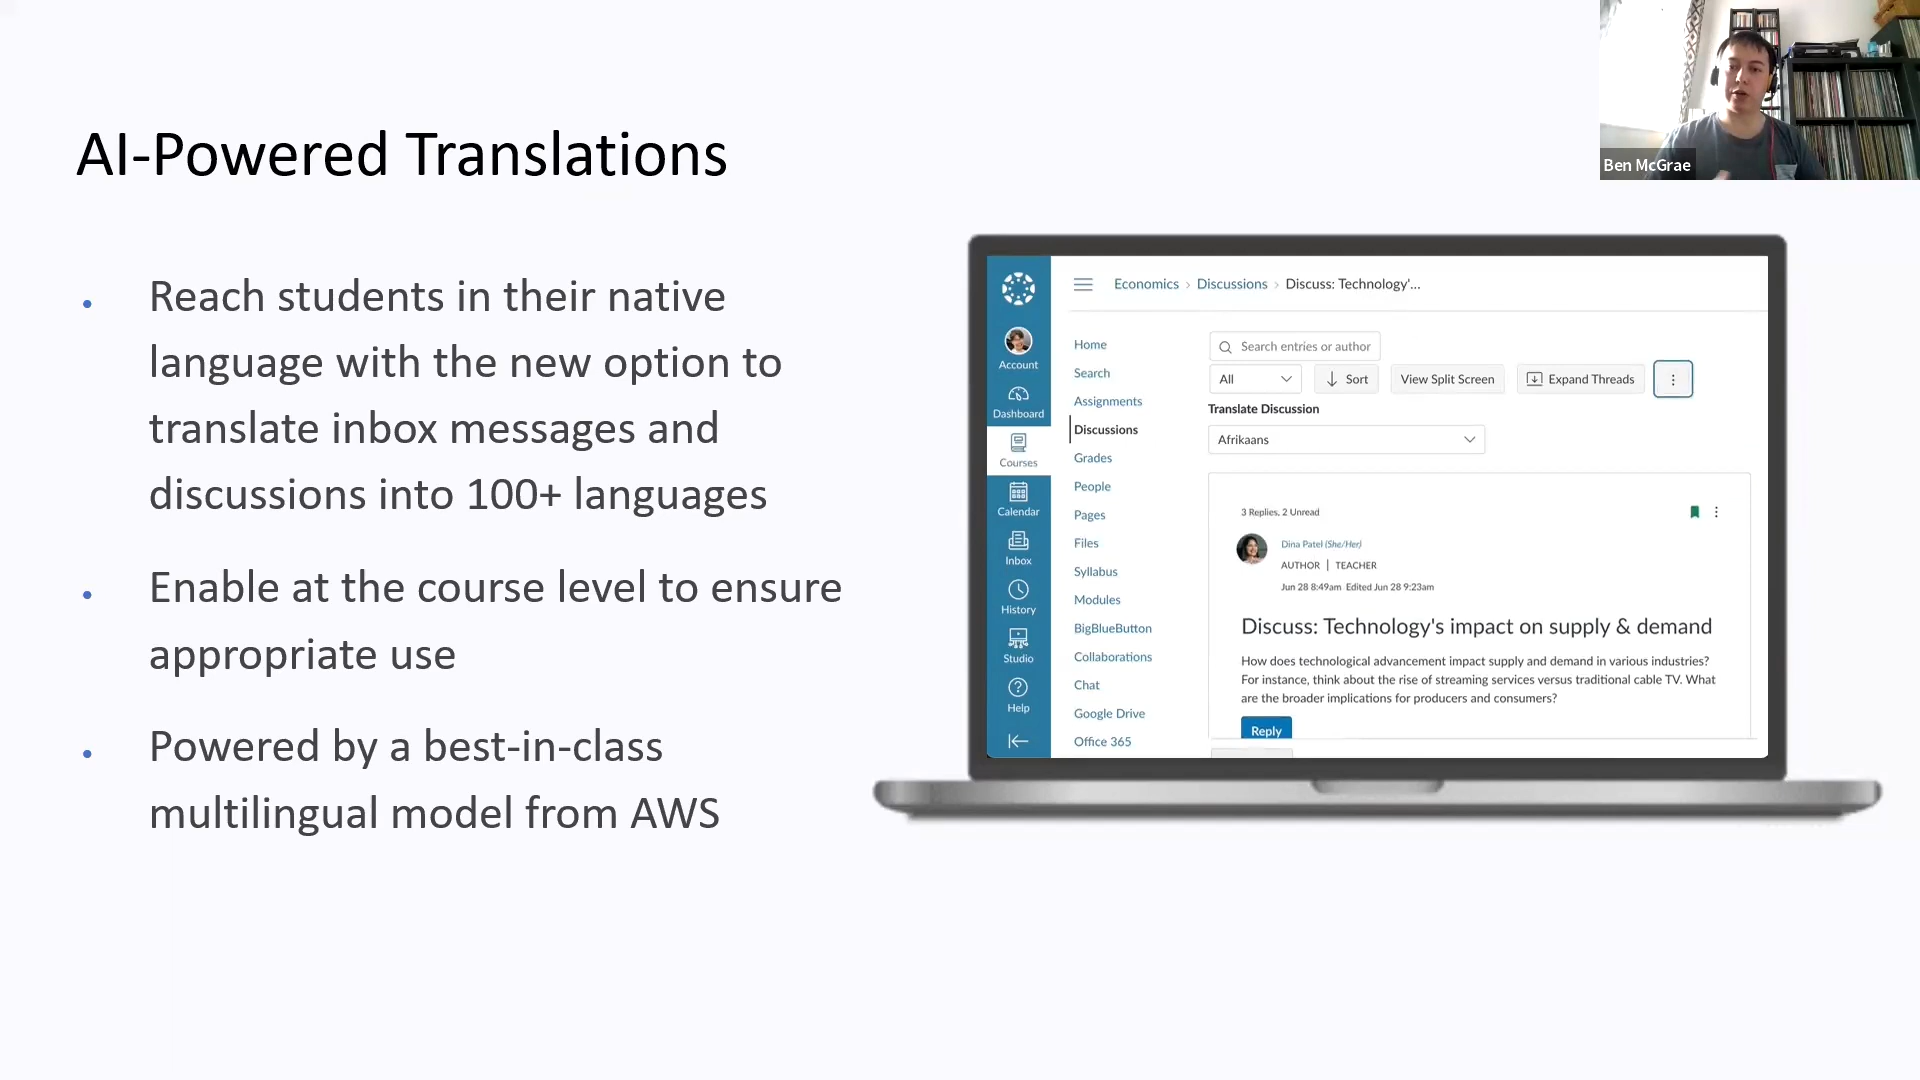 AI-Powered Translations
Reach students in their native
language with the new option to
translate inbox messages and
discussions into 100+ languages
Enable at the course level to ensure
appropriate use
Powered by a best-in-class
multilingual model from AWS
Ben McGrae
Account
Dashboard
Courses
Calendar
Inbox
History
Studio
Help
Economics › Discussions › Discuss: Technology'...
Home
Search
Assignments
Discussions
Grades
People
Pages
Files
Syllabus
Modules
BigBlueButton
Collaborations
Chat
Google Drive
Office 365
Search entries or author
All Sort View Split Screen Expand Threads
Translate Discussion
Afrikaans
3 Replies, 2 Unread
Dina Patel (She/Her)
AUTHOR | TEACHER
Jun 28 8:49am Edited Jun 28 9:23am
Discuss: Technology's impact on supply & demand
How does technological advancement impact supply and demand in various industries?
For instance, think about the rise of streaming services versus traditional cable TV. What
are the broader implications for producers and consumers?
Reply